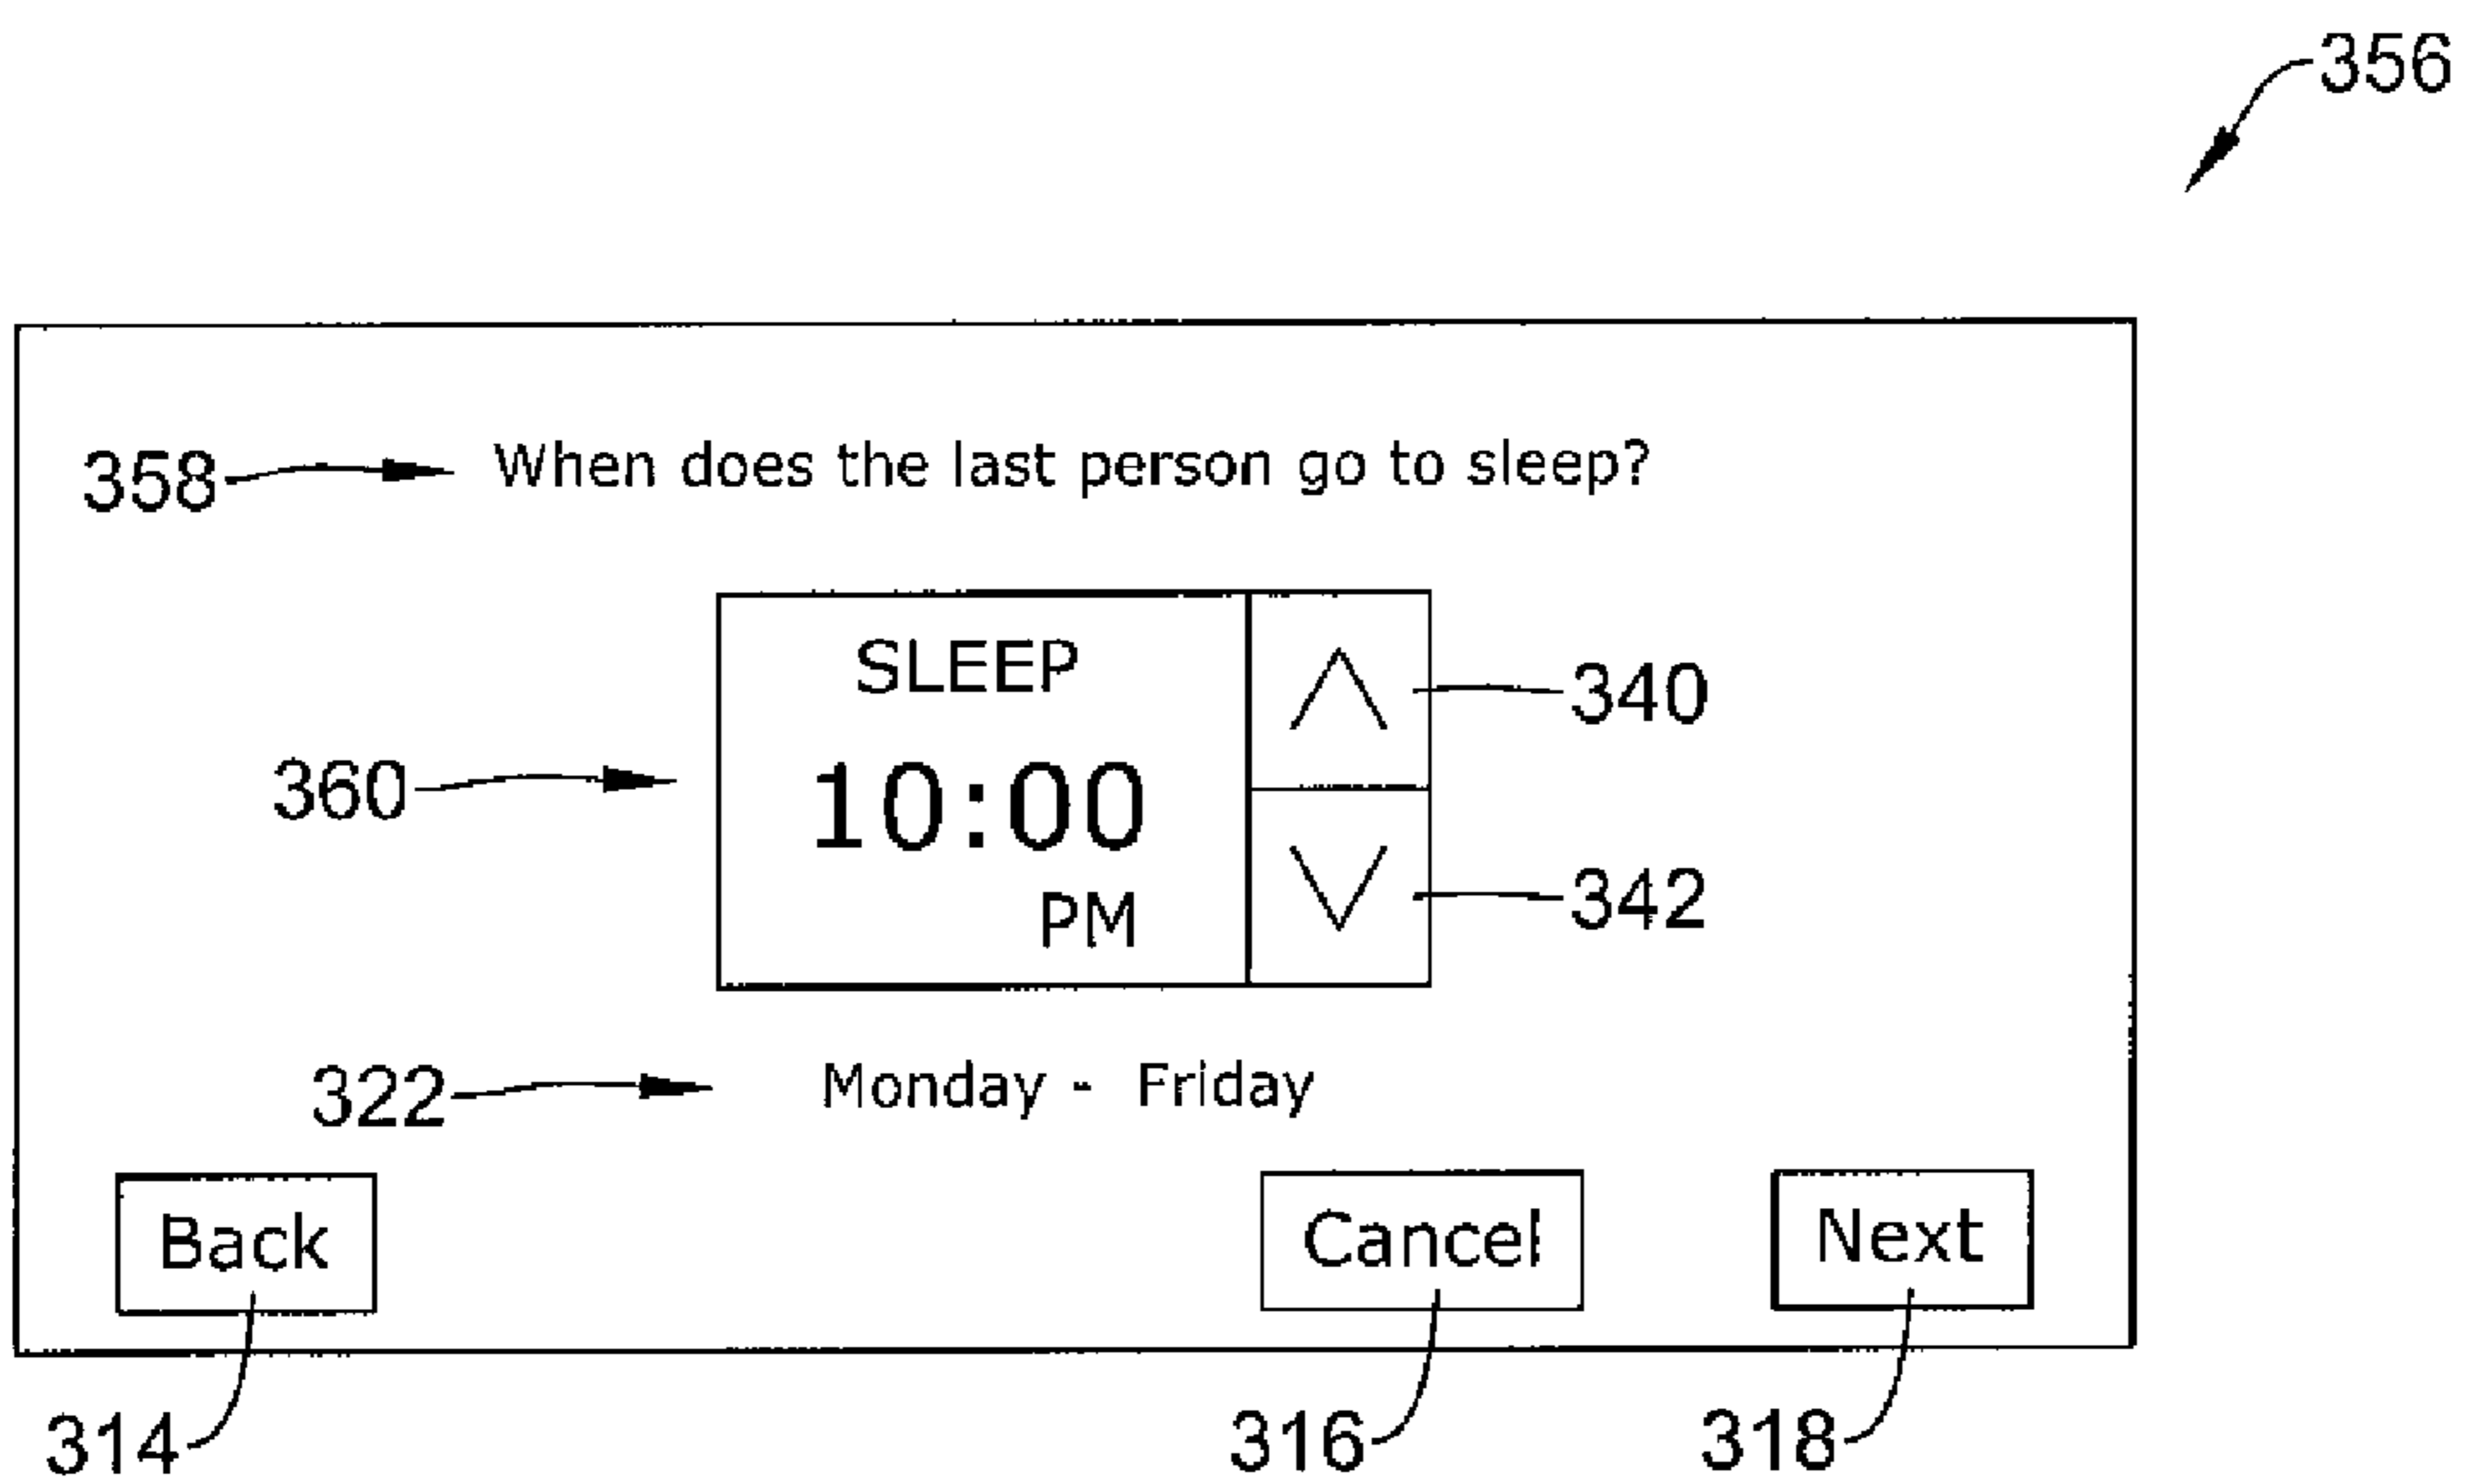 356
358 When does the last person go to sleep?
SLEEP
340
360 10:00
342
PM
322 Monday - Friday
Back Cancel Next
314 316 318